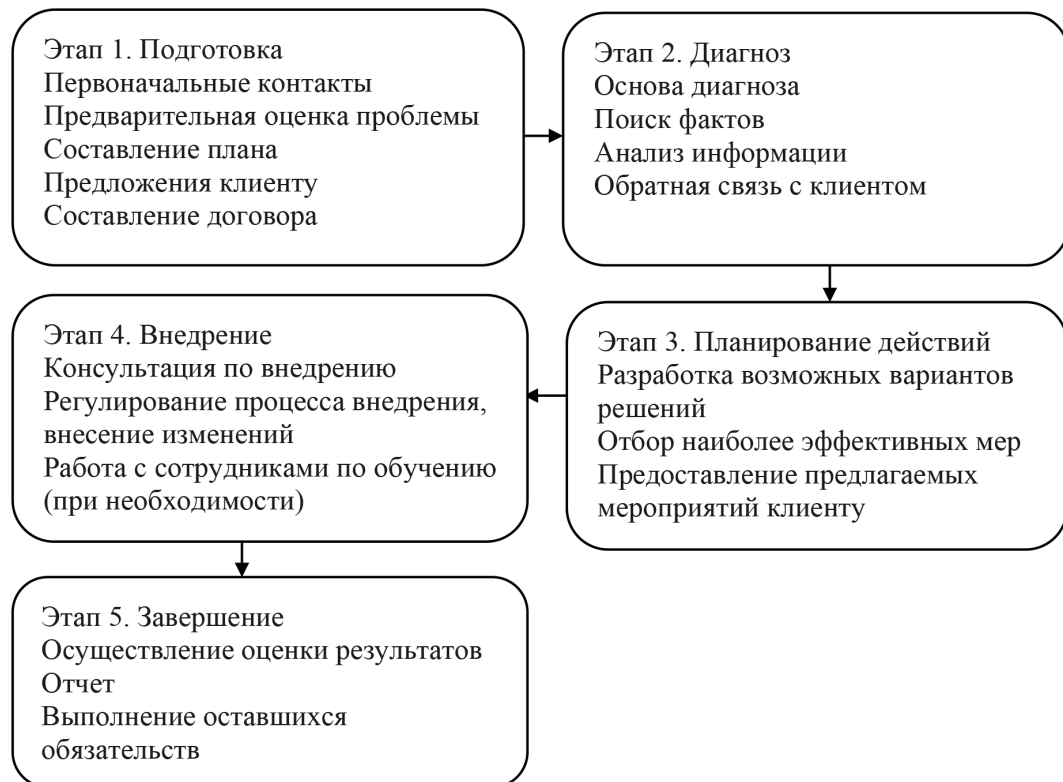 Этап 1. Подготовка
Первоначальные контакты
Предварительная оценка проблемы
Составление плана
Предложения клиенту
Составление договора
Этап 2. Диагноз
Основа диагноза
Поиск фактов
Анализ информации
Обратная связь с клиентом
Этап 3. Планирование действий
Разработка возможных вариантов
решений
Отбор наиболее эффективных мер
Предоставление предлагаемых
мероприятий клиенту
Этап 4. Внедрение
Консультация по внедрению
Регулирование процесса внедрения,
внесение изменений
Работа с сотрудниками по обучению
(при необходимости)
Этап 5. Завершение
Осуществление оценки результатов
Отчет
Выполнение оставшихся
обязательств